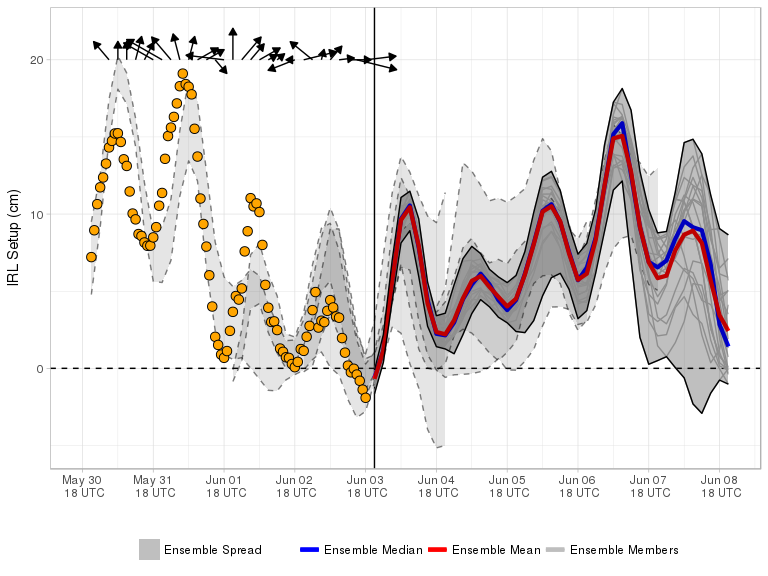 IRL Setup (cm)
20
10
0
May 30 May 31 Jun 01 Jun 02 Jun 03 Jun 04 Jun 05 Jun 06 Jun 07 Jun 08
18 UTC 18 UTC 18 UTC 18 UTC 18 UTC 18 UTC 18 UTC 18 UTC 18 UTC 18 UTC
Ensemble Spread Ensemble Median Ensemble Mean Ensemble Members